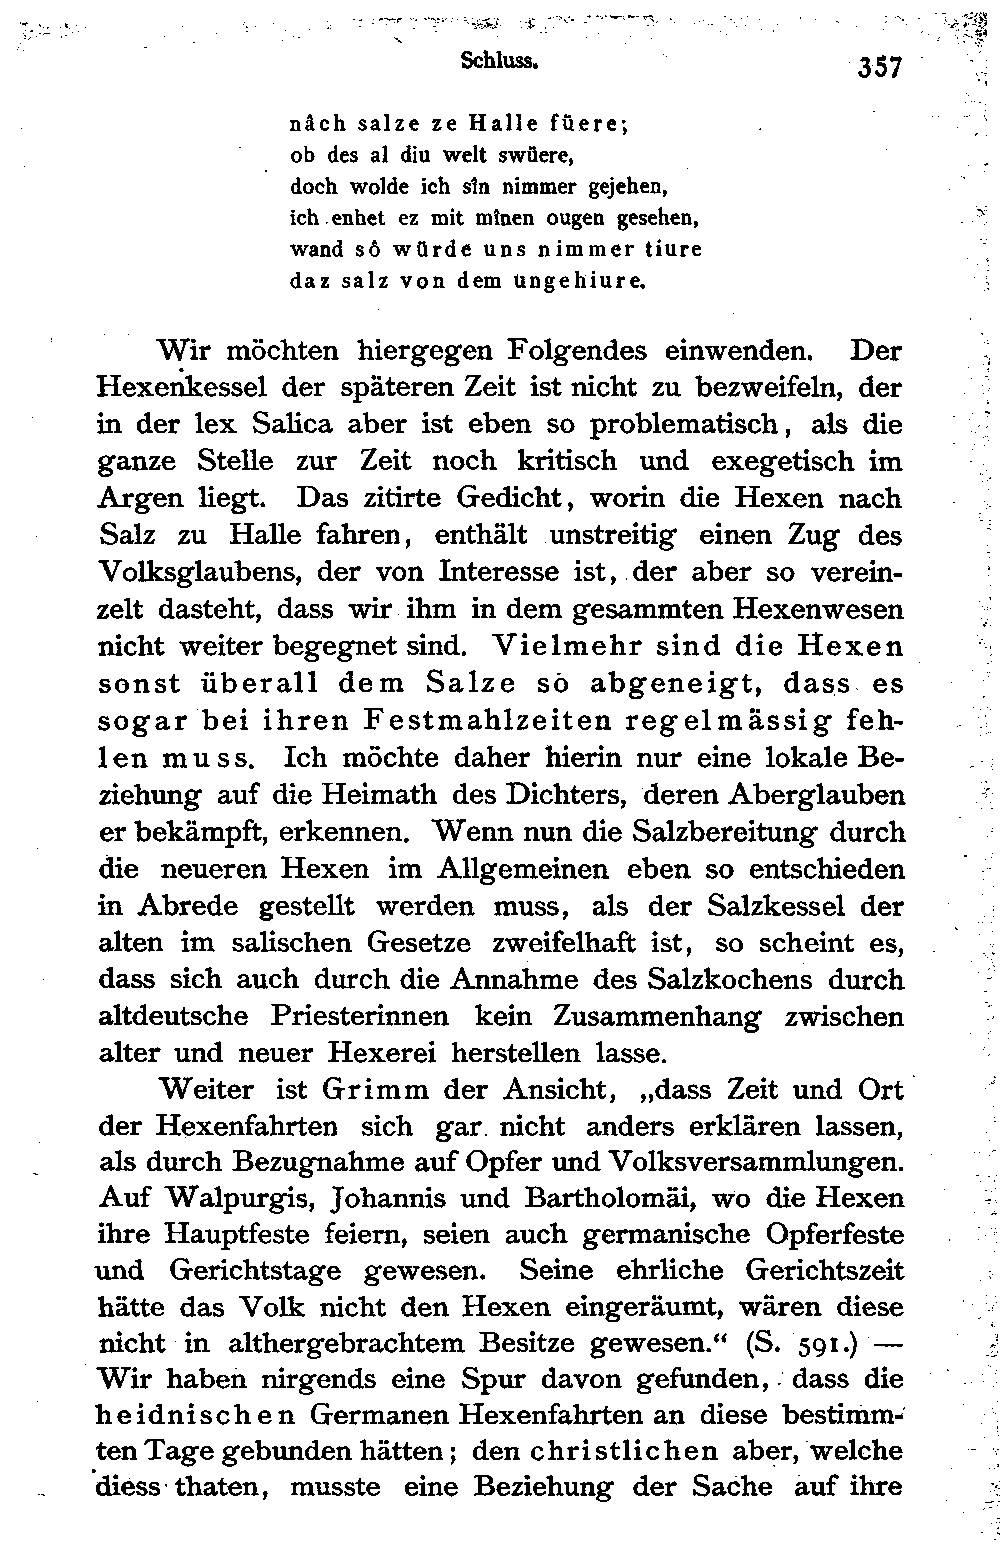 Schluss. 357
nâch salze ze Halle füere;
ob des al diu welt swüere,
doch wolde ich sîn nimmer gejehen,
ich enhet ez mit mînen ougen gesehen,
wand sô würde uns nimmer tiure
daz salz von dem ungehiure.
Wir möchten hiergegen Folgendes einwenden. Der
Hexenkessel der späteren Zeit ist nicht zu bezweifeln, der
in der lex Salica aber ist eben so problematisch, als die
ganze Stelle zur Zeit noch kritisch und exegetisch im
Argen liegt. Das zitirte Gedicht, worin die Hexen nach
Salz zu Halle fahren, enthält unstreitig einen Zug des
Volksglaubens, der von Interesse ist, der aber so verein-
zelt dasteht, dass wir ihm in dem gesammten Hexenwesen
nicht weiter begegnet sind. Vielmehr sind die Hexen
sonst überall dem Salze so abgeneigt, dass es
sogar bei ihren Festmahlzeiten regelmässig feh-
len muss. Ich möchte daher hierin nur eine lokale Be-
ziehung auf die Heimath des Dichters, deren Aberglauben
er bekämpft, erkennen. Wenn nun die Salzbereitung durch
die neueren Hexen im Allgemeinen eben so entschieden
in Abrede gestellt werden muss, als der Salzkessel der
alten im salischen Gesetze zweifelhaft ist, so scheint es,
dass sich auch durch die Annahme des Salzkochens durch
altdeutsche Priesterinnen kein Zusammenhang zwischen
alter und neuer Hexerei herstellen lasse.
Weiter ist Grimm der Ansicht, „dass Zeit und Ort
der Hexenfahrten sich gar nicht anders erklären lassen,
als durch Bezugnahme auf Opfer und Volksversammlungen.
Auf Walpurgis, Johannis und Bartholomäi, wo die Hexen
ihre Hauptfeste feiern, seien auch germanische Opferfeste
und Gerichtstage gewesen. Seine ehrliche Gerichtszeit
hätte das Volk nicht den Hexen eingeräumt, wären diese
nicht in althergebrachtem Besitze gewesen.“ (S. 591.) —
Wir haben nirgends eine Spur davon gefunden, dass die
heidnischen Germanen Hexenfahrten an diese bestimm-
ten Tage gebunden hätten; den christlichen aber, welche
diess thaten, musste eine Beziehung der Sache auf ihre